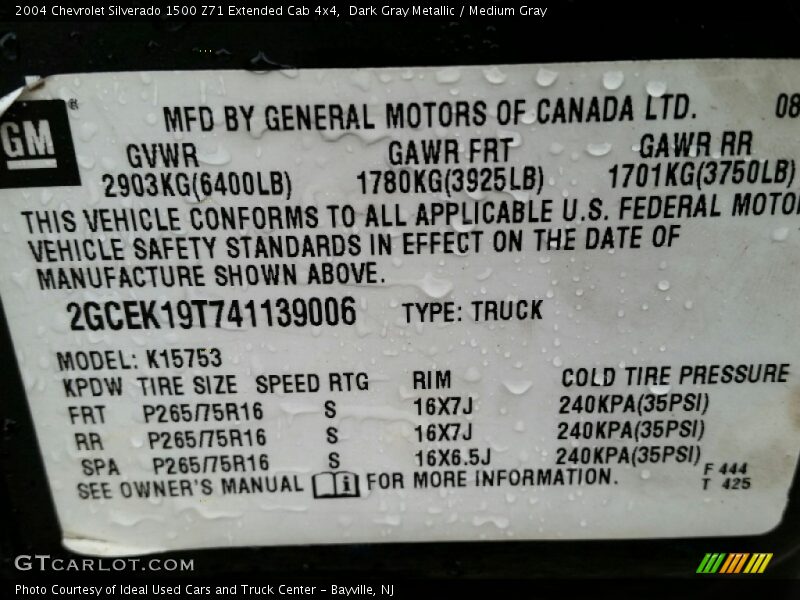 2004 Chevrolet Silverado 1500 Z71 Extended Cab 4x4,  Dark Gray Metallic / Medium Gray
GM ®
MFD BY GENERAL MOTORS OF CANADA LTD. 08
GVWR GAWR FRT GAWR RR
2903KG(6400LB) 1780KG(3925LB) 1701KG(3750LB)
THIS VEHICLE CONFORMS TO ALL APPLICABLE U.S. FEDERAL MOTO
VEHICLE SAFETY STANDARDS IN EFFECT ON THE DATE OF
MANUFACTURE SHOWN ABOVE.
2GCEK19T741139006 TYPE: TRUCK
MODEL: K15753
KPDW TIRE SIZE SPEED RTG RIM COLD TIRE PRESSURE
FRT P265/75R16 S 16X7J 240KPA(35PSI)
RR P265/75R16 S 16X7J 240KPA(35PSI)
SPA P265/75R16 S 16X6.5J 240KPA(35PSI)
SEE OWNER'S MANUAL i FOR MORE INFORMATION.
F 444
T 425
GTCARLOT.COM
Photo Courtesy of Ideal Used Cars and Truck Center - Bayville, NJ